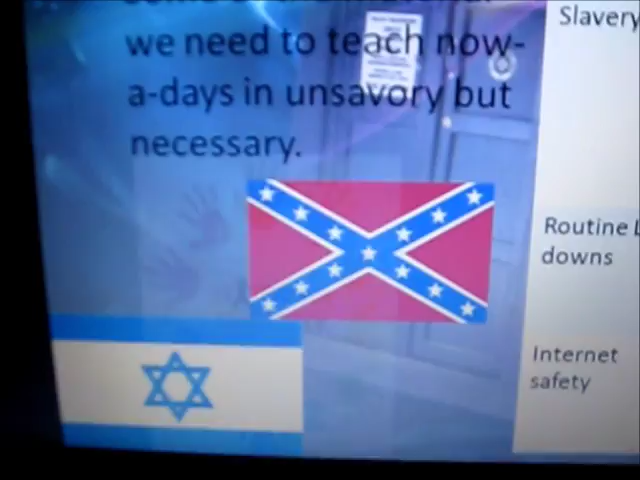 we need to teach now-
a-days in unsavory but
necessary.
Slavery
Routine L
downs
Internet
safety